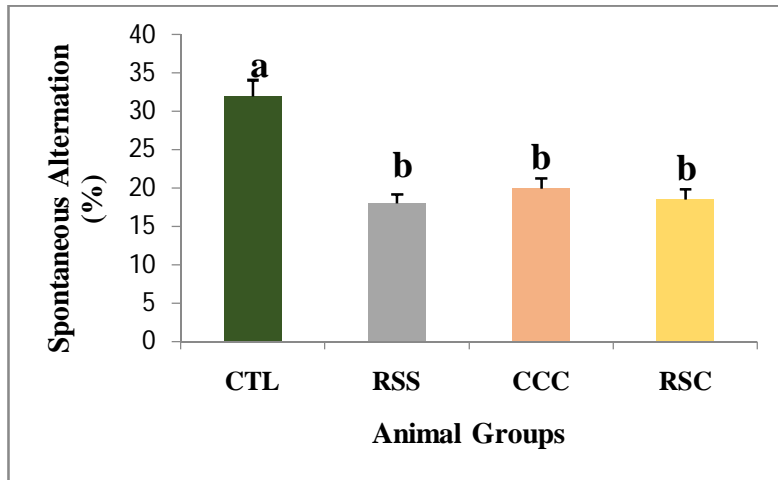 Spontaneous Alternation
(%)
40
35
30
25
20
15
10
5
0
a
b
b
b
CTL
RSS
CCC
RSC
Animal Groups